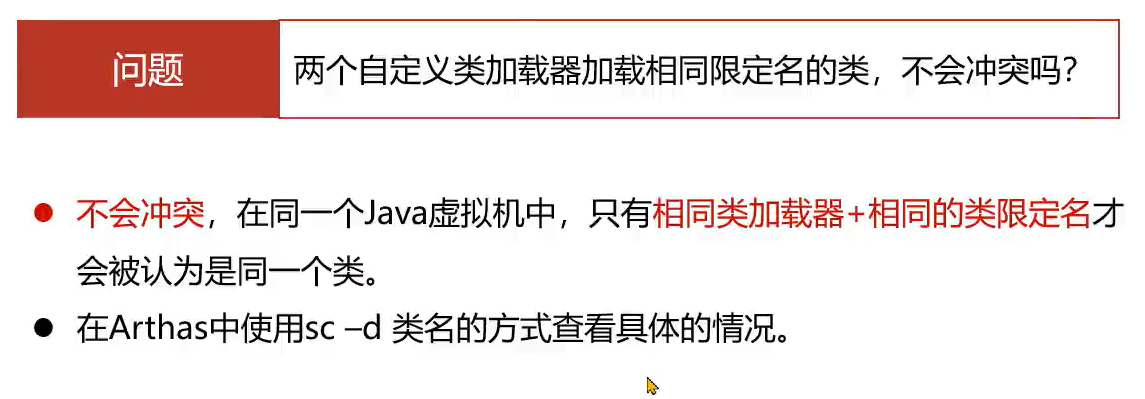 问题
两个自定义类加载器加载相同限定名的类，不会冲突吗？
不会冲突，在同一个Java虚拟机中，只有相同类加载器+相同的类限定名才
会被认为是同一个类。
在Arthas中使用sc –d 类名的方式查看具体的情况。